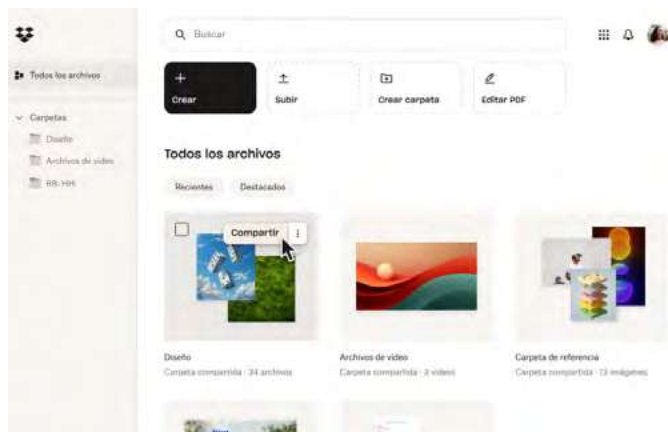 Buscar
Todos los archivos
Crear
Subir
Crear carpeta
Editar PDF
Carpetas
Diseño
Archivos de video
RR. HH.
Todos los archivos
Recientes
Destacados
Compartir
Diseño
Carpeta compartida · 34 archivos
Archivos de video
Carpeta compartida · 3 videos
Carpeta de referencia
Carpeta compartida · 13 imágenes